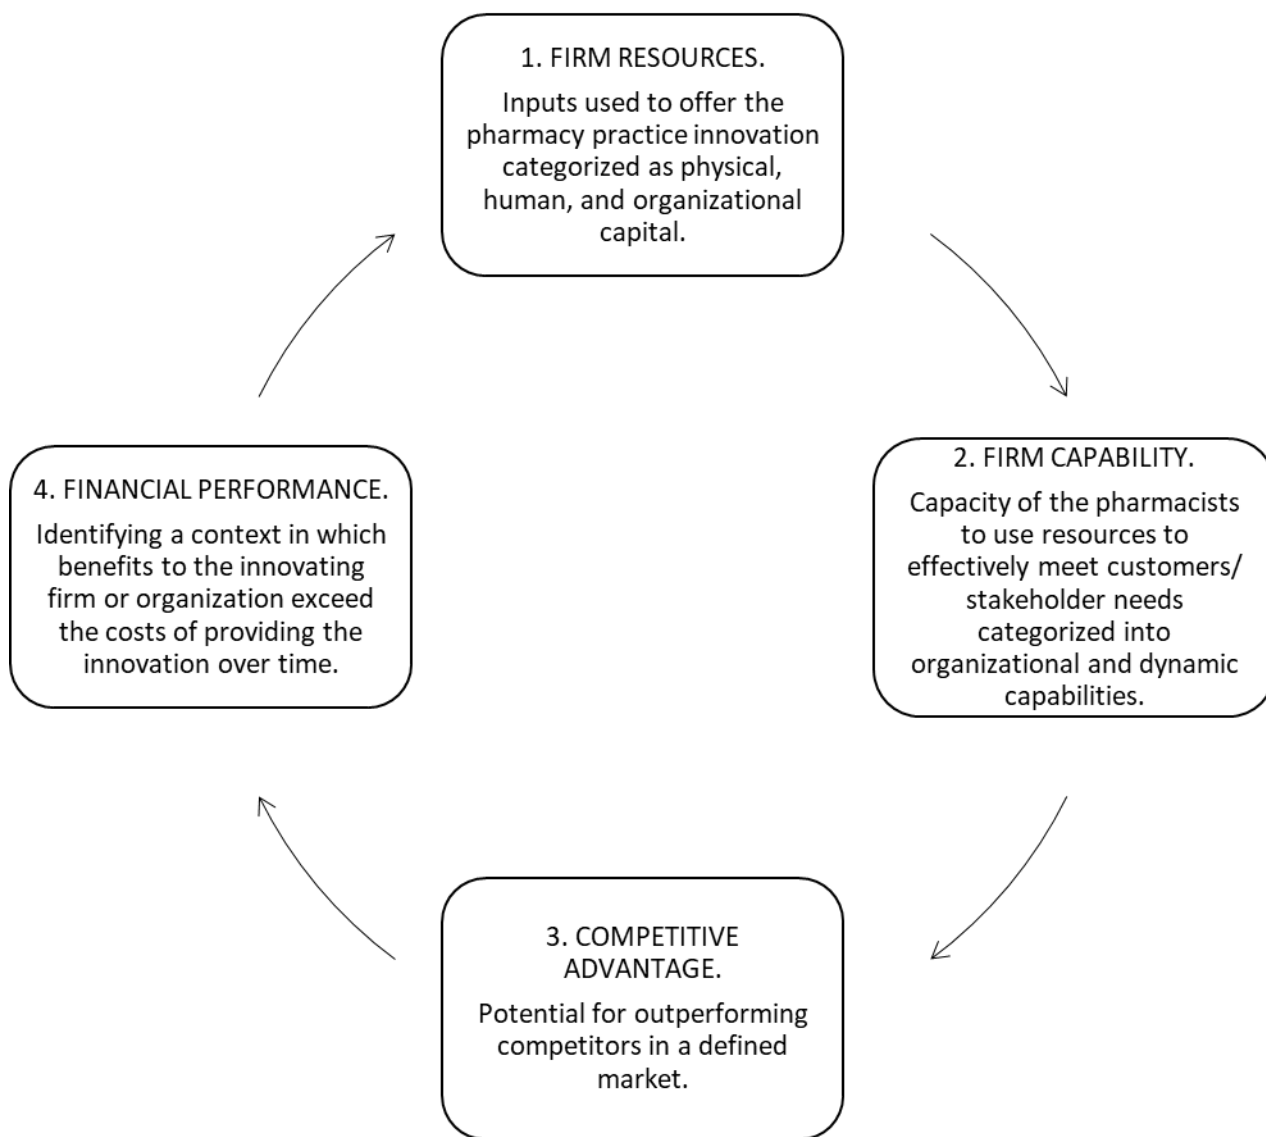 1. FIRM RESOURCES.
Inputs used to offer the
pharmacy practice innovation
categorized as physical,
human, and organizational
capital.
2. FIRM CAPABILITY.
Capacity of the pharmacists
to use resources to
effectively meet customers/
stakeholder needs
categorized into
organizational and dynamic
capabilities.
3. COMPETITIVE
ADVANTAGE.
Potential for outperforming
competitors in a defined
market.
4. FINANCIAL PERFORMANCE.
Identifying a context in which
benefits to the innovating
firm or organization exceed
the costs of providing the
innovation over time.